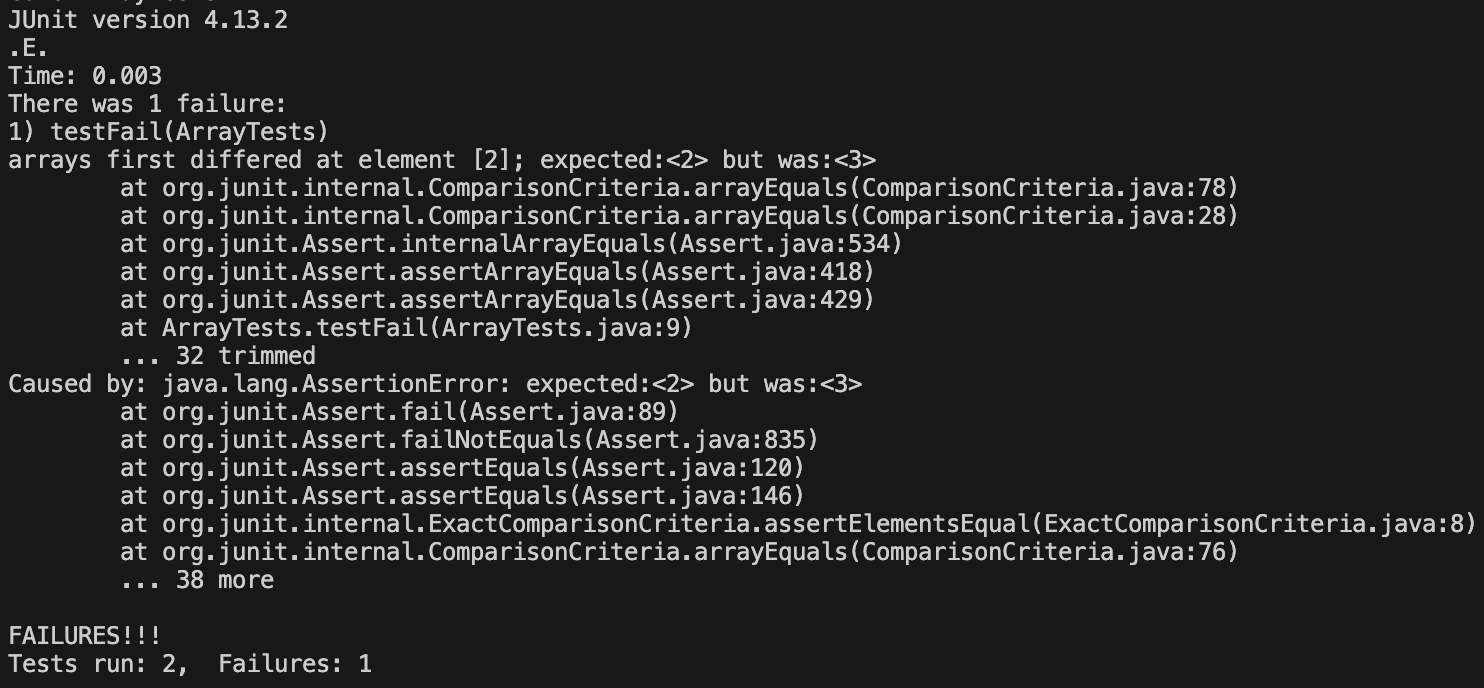 JUnit version 4.13.2
.E.
Time: 0.003
There was 1 failure:
1) testFail(ArrayTests)
arrays first differed at element [2]; expected:<2> but was:<3>
        at org.junit.internal.ComparisonCriteria.arrayEquals(ComparisonCriteria.java:78)
        at org.junit.internal.ComparisonCriteria.arrayEquals(ComparisonCriteria.java:28)
        at org.junit.Assert.internalArrayEquals(Assert.java:534)
        at org.junit.Assert.assertArrayEquals(Assert.java:418)
        at org.junit.Assert.assertArrayEquals(Assert.java:429)
        at ArrayTests.testFail(ArrayTests.java:9)
        ... 32 trimmed
Caused by: java.lang.AssertionError: expected:<2> but was:<3>
        at org.junit.Assert.fail(Assert.java:89)
        at org.junit.Assert.failNotEquals(Assert.java:835)
        at org.junit.Assert.assertEquals(Assert.java:120)
        at org.junit.Assert.assertEquals(Assert.java:146)
        at org.junit.internal.ExactComparisonCriteria.assertElementsEqual(ExactComparisonCriteria.java:8)
        at org.junit.internal.ComparisonCriteria.arrayEquals(ComparisonCriteria.java:76)
        ... 38 more

FAILURES!!!
Tests run: 2,  Failures: 1